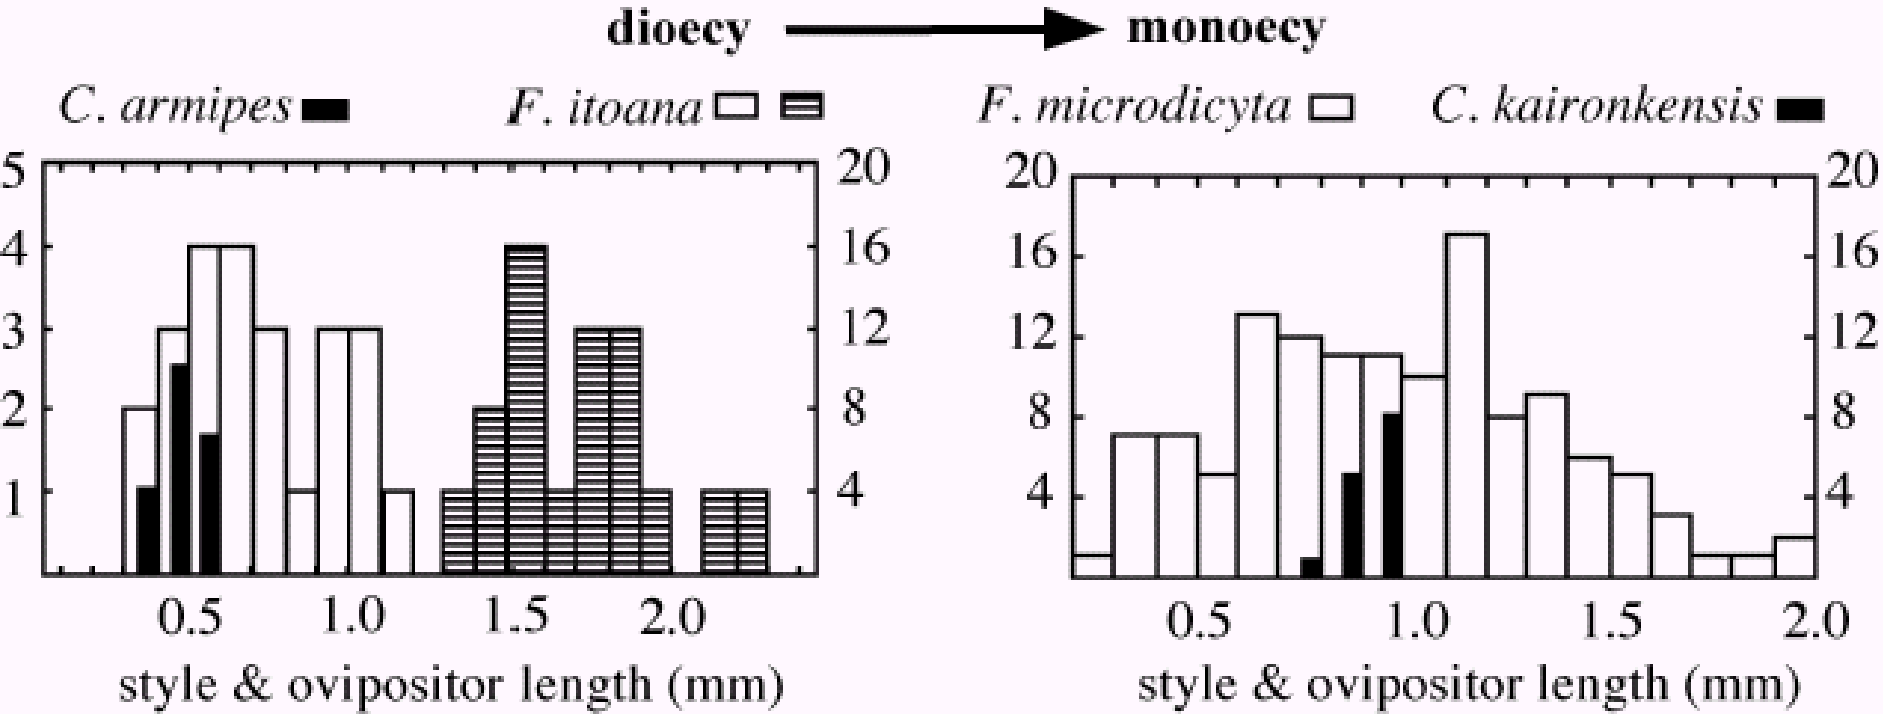 dioecy monoecy
C. armipes F. itoana F. microdicyta C. kaironkensis
5 20 20 20
4 16 16 16
3 12 12 12
2 8 8 8
1 4 4 4
0.5 1.0 1.5 2.0 0.5 1.0 1.5 2.0
style & ovipositor length (mm) style & ovipositor length (mm)